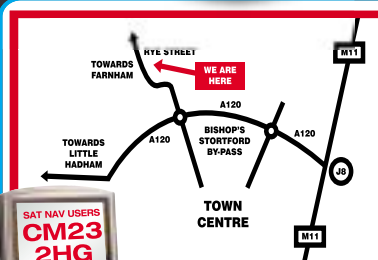 RYE STREET
M11
TOWARDS
FARNHAM
WE ARE
HERE
A120
A120
BISHOP'S
STORTFORD
BY-PASS
A120
TOWARDS
LITTLE
HADHAM
J8
TOWN
CENTRE
SAT NAV USERS
CM23
2HG
M11